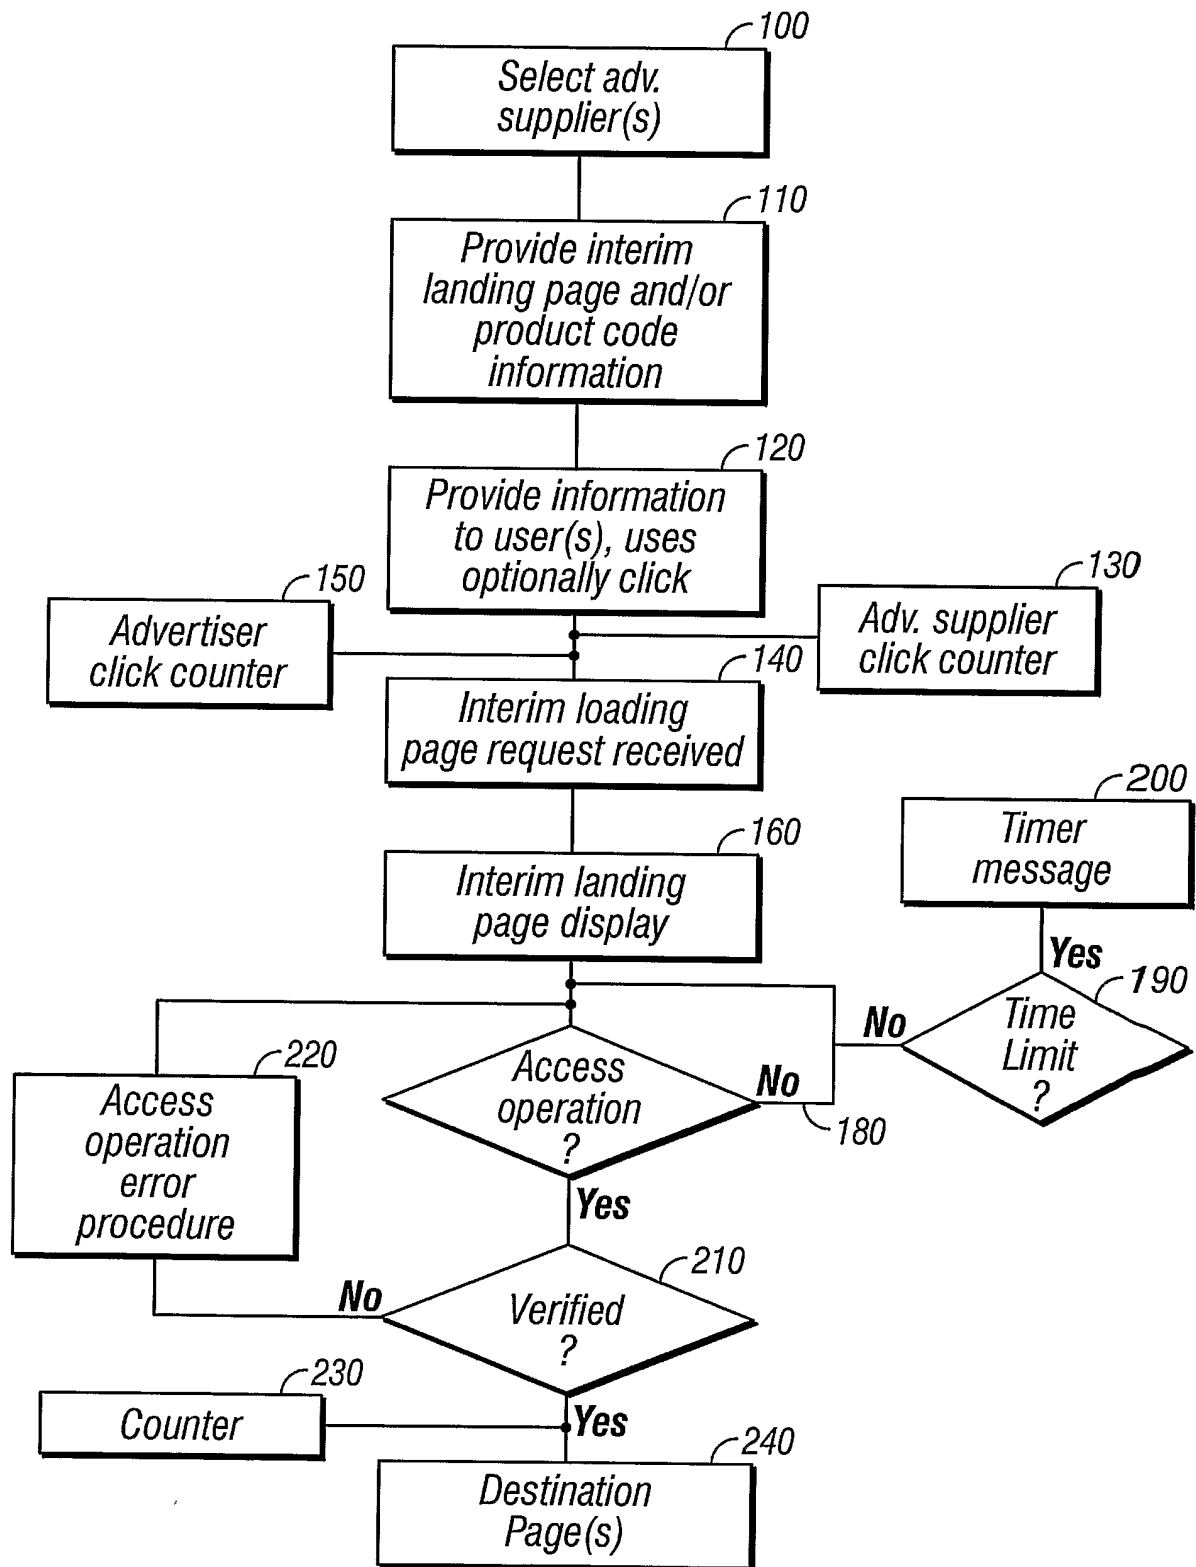 100
Select adv.
supplier(s)
110
Provide interim
landing page and/or
product code
information
120
Provide information
to user(s), uses
optionally click
150
Advertiser
click counter
130
Adv. supplier
click counter
140
Interim loading
page request received
160
Interim landing
page display
200
Timer
message
Yes
190
Time
Limit
?
No
Access
operation
?
No
180
Yes
220
Access
operation
error
procedure
210
Verified
?
No
Yes
230
Counter
240
Destination
Page(s)